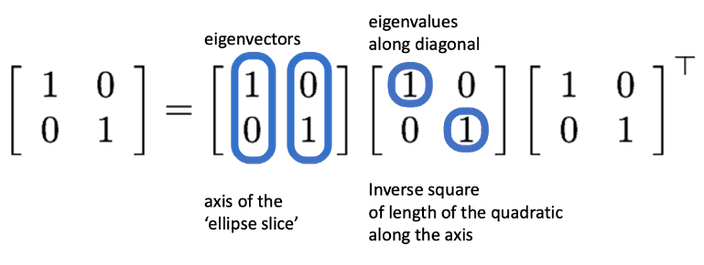 eigenvectors
eigenvalues
along diagonal
[ 1 0
0 1 ] = [ 1 0
0 1 ] [ 1 0
0 1 ] [ 1 0
0 1 ]⊤
axis of the
‘ellipse slice’
Inverse square
of length of the quadratic
along the axis